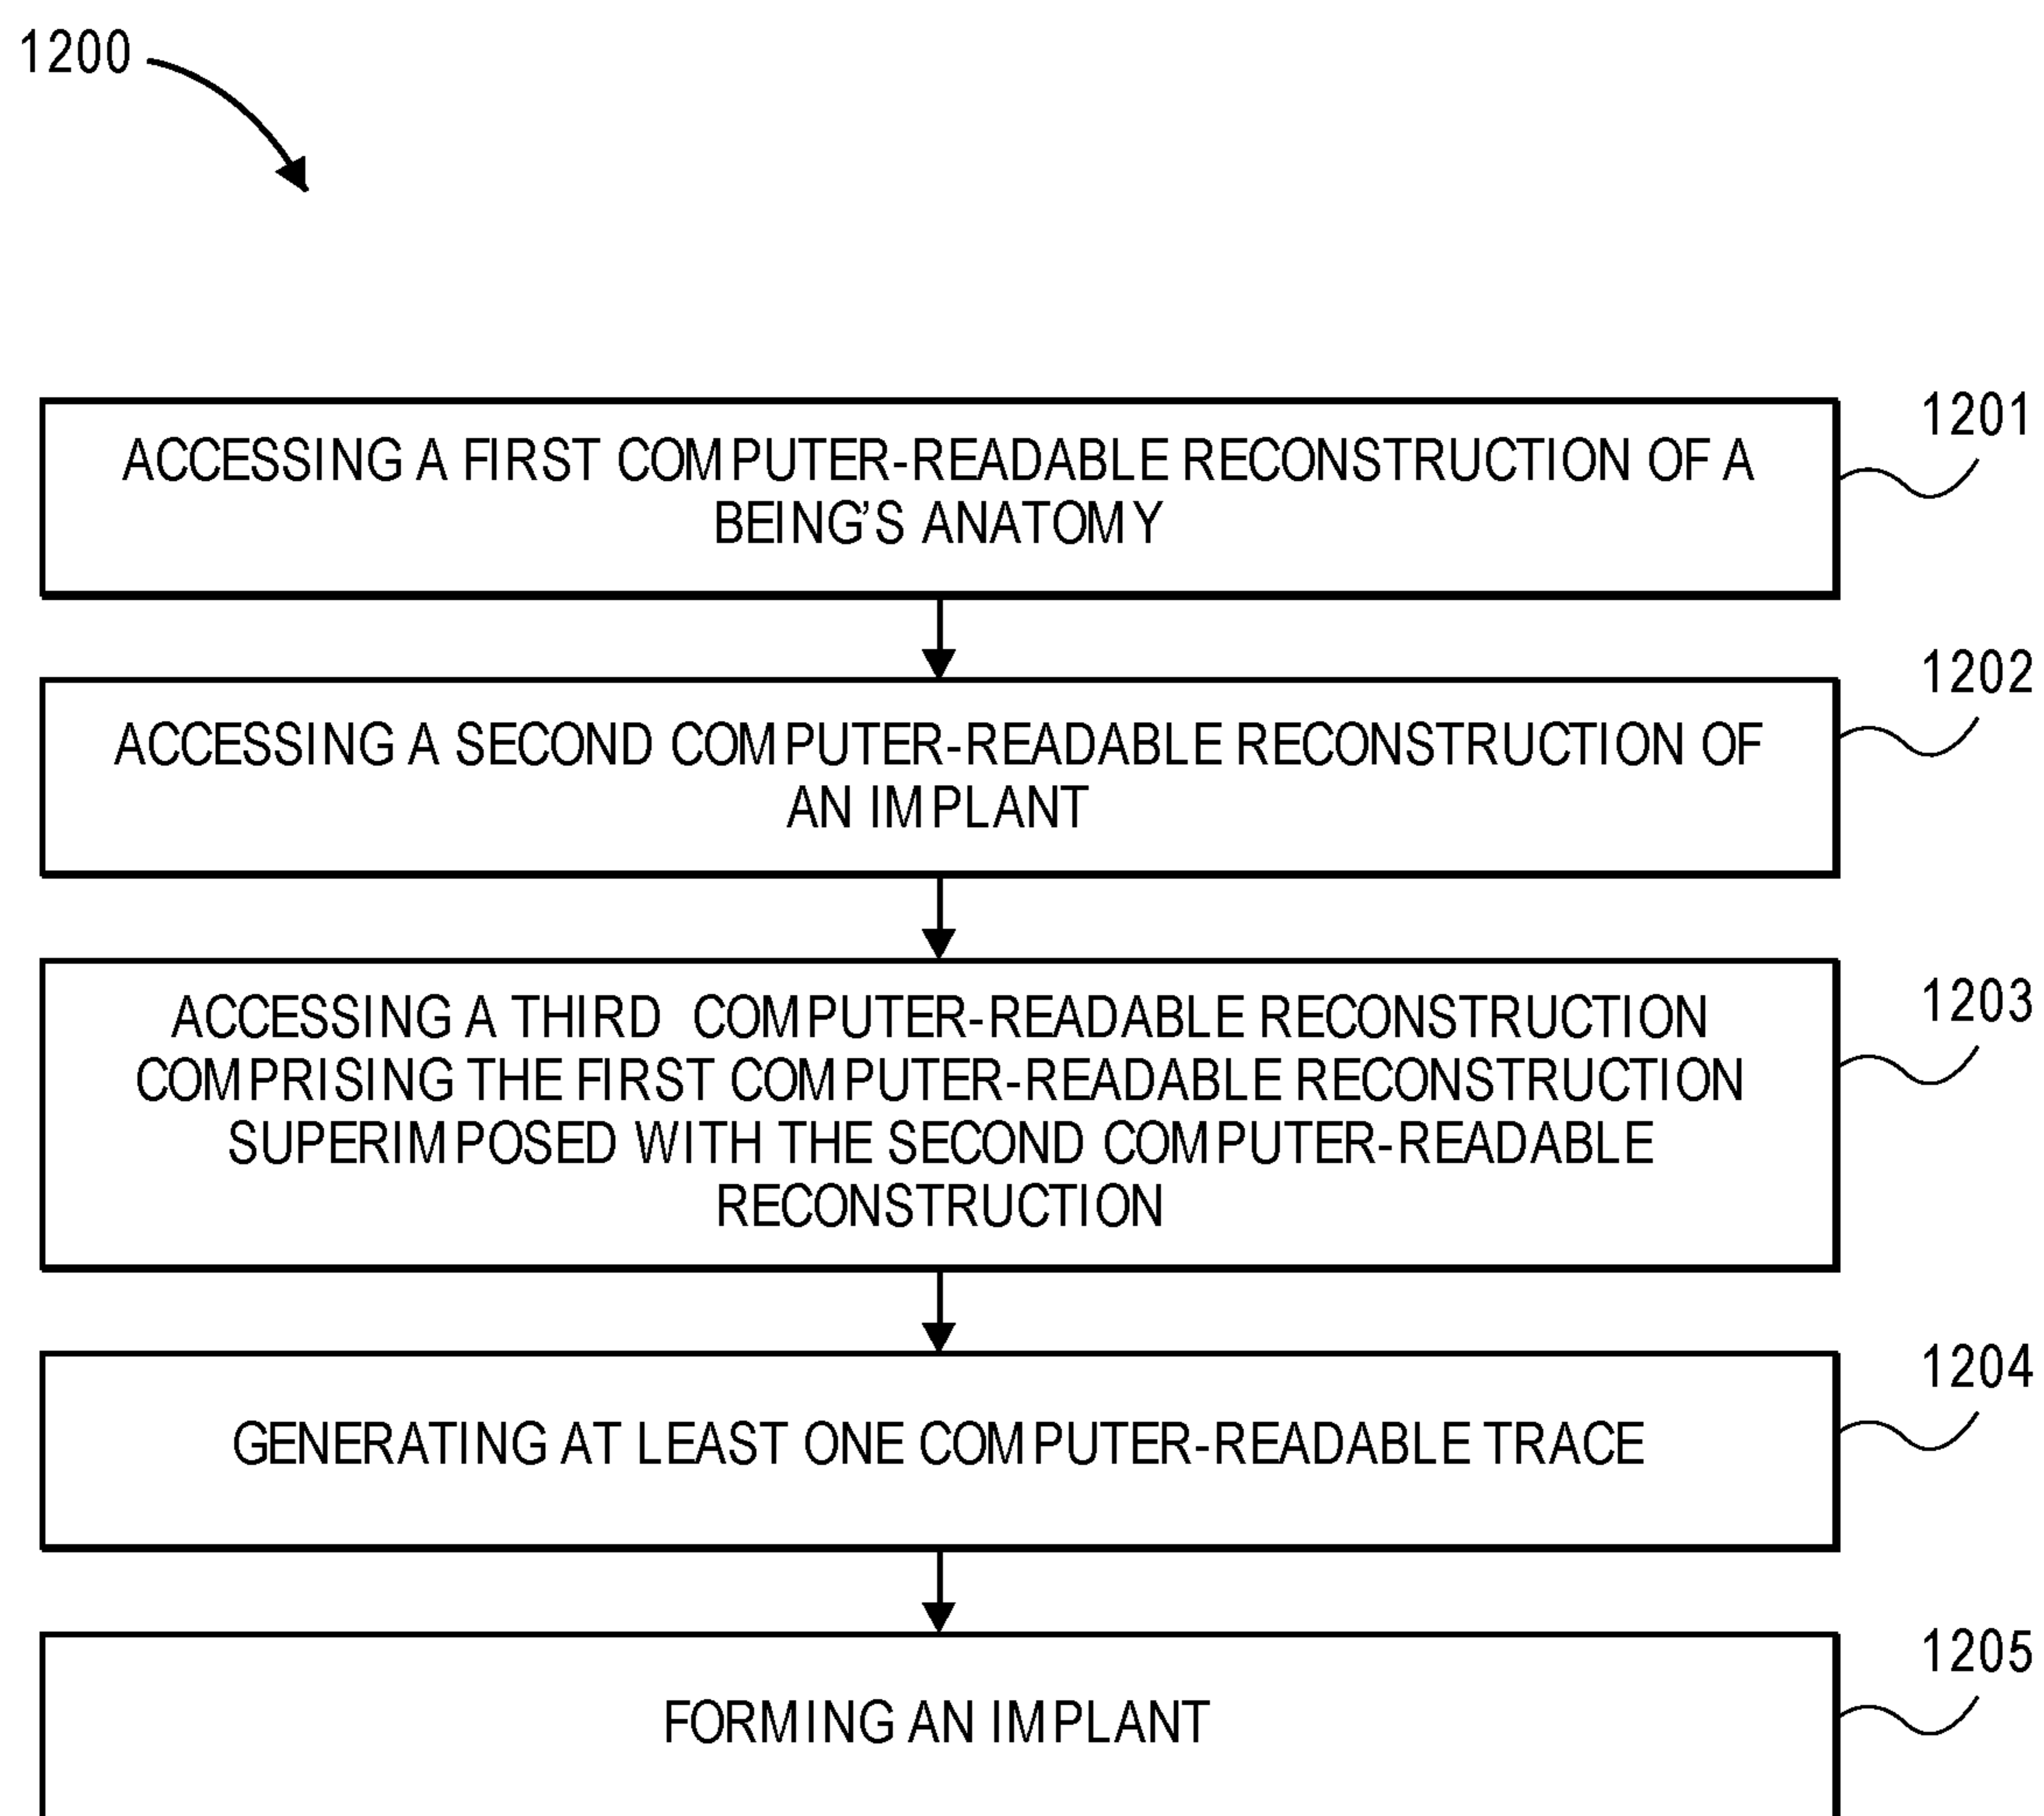 1200
1201
ACCESSING A FIRST COMPUTER-READABLE RECONSTRUCTION OF A
BEING'S ANATOMY
1202
ACCESSING A SECOND COMPUTER-READABLE RECONSTRUCTION OF
AN IMPLANT
1203
ACCESSING A THIRD COMPUTER-READABLE RECONSTRUCTION
COMPRISING THE FIRST COMPUTER-READABLE RECONSTRUCTION
SUPERIMPOSED WITH THE SECOND COMPUTER-READABLE
RECONSTRUCTION
1204
GENERATING AT LEAST ONE COMPUTER-READABLE TRACE
1205
FORMING AN IMPLANT